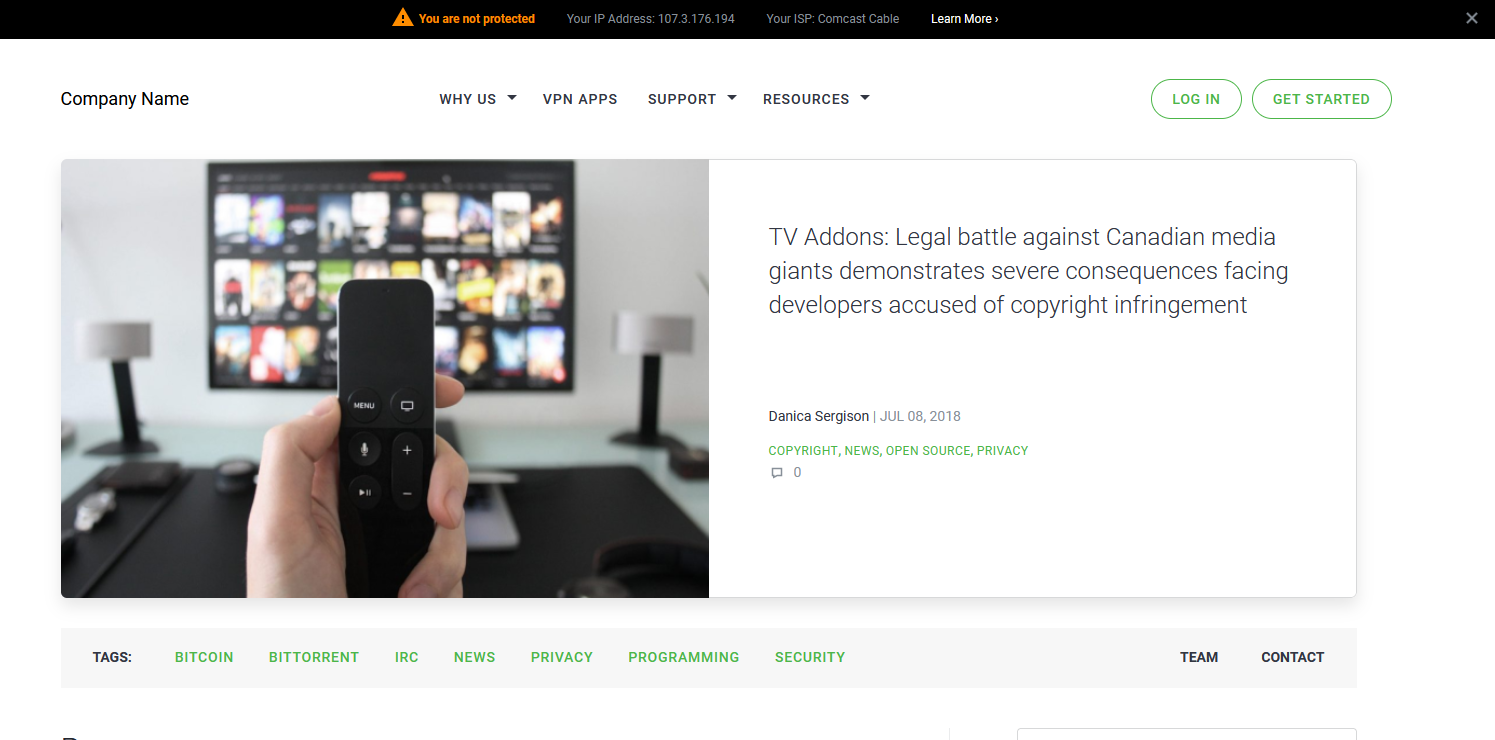 You are not protected Your IP Address: 107.3.176.194 Your ISP: Comcast Cable Learn More ›
Company Name WHY US VPN APPS SUPPORT RESOURCES LOG IN GET STARTED
TV Addons: Legal battle against Canadian media
giants demonstrates severe consequences facing
developers accused of copyright infringement
MENU
Danica Sergison | JUL 08, 2018
COPYRIGHT, NEWS, OPEN SOURCE, PRIVACY
0
TAGS: BITCOIN BITTORRENT IRC NEWS PRIVACY PROGRAMMING SECURITY TEAM CONTACT